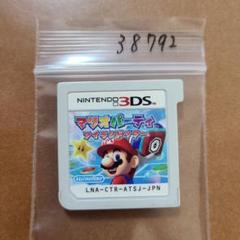 38792
NINTENDO 3DS
マリオパーティ
アイランドツアー
Nintendo
LNA-CTR-ATSJ-JPN